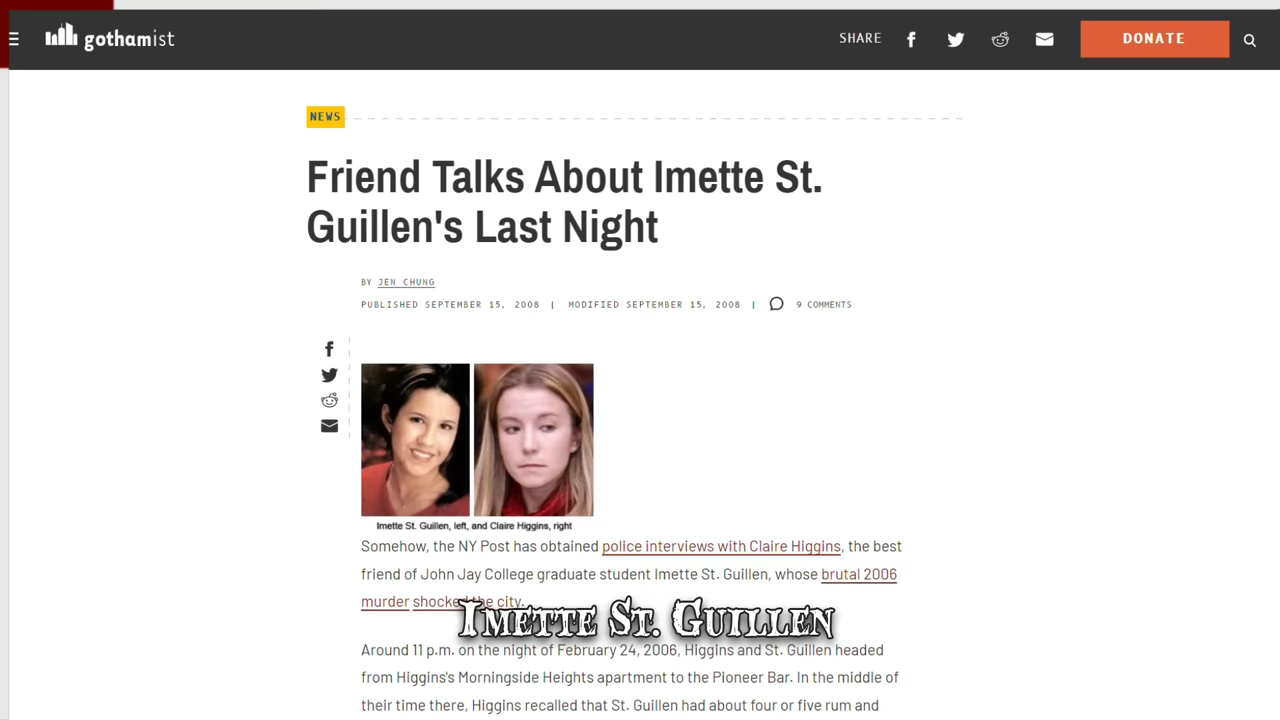 gothamist
SHARE
DONATE
NEWS
Friend Talks About Imette St.
Guillen's Last Night
BY JEN CHUNG
PUBLISHED SEPTEMBER 15, 2008 | MODIFIED SEPTEMBER 15, 2008 | 9 COMMENTS
Imette St. Guillen, left, and Claire Higgins, right
Somehow, the NY Post has obtained police interviews with Claire Higgins, the best
friend of John Jay College graduate student Imette St. Guillen, whose brutal 2006
murder shocked the city.
Imette St. Guillen
Around 11 p.m. on the night of February 24, 2006, Higgins and St. Guillen headed
from Higgins's Morningside Heights apartment to the Pioneer Bar. In the middle of
their time there, Higgins recalled that St. Guillen had about four or five rum and